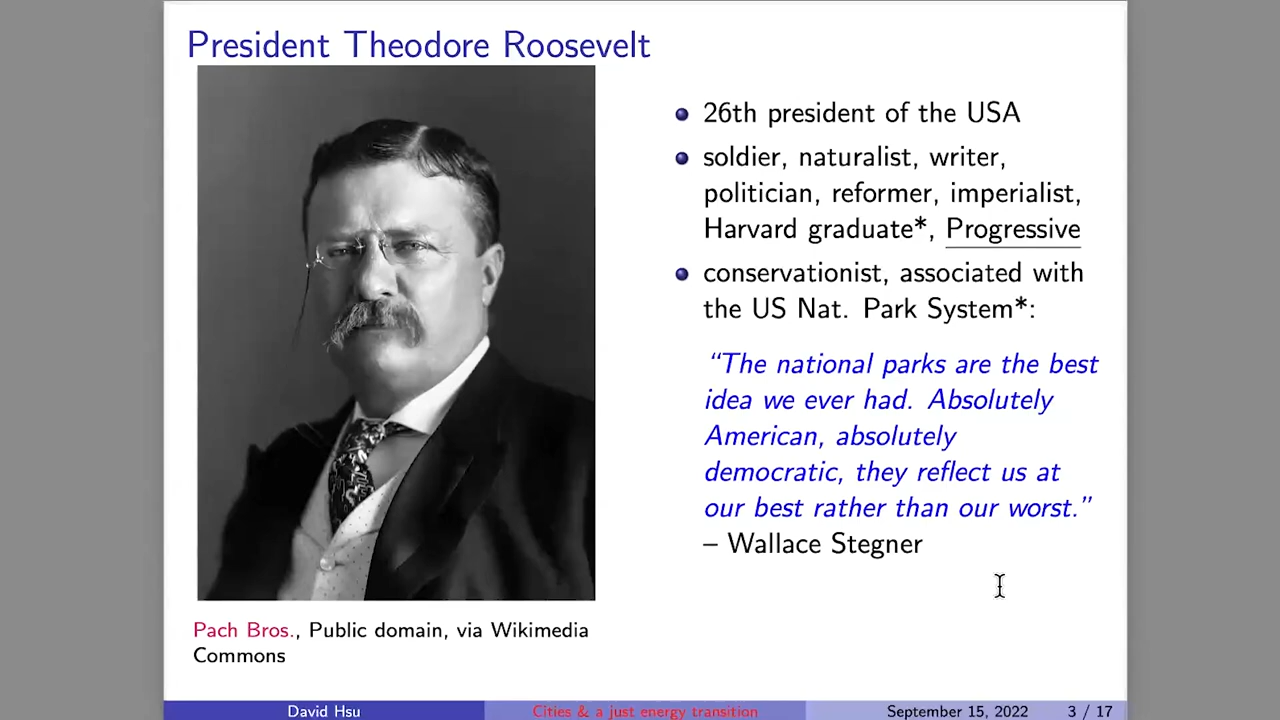 President Theodore Roosevelt
26th president of the USA
soldier, naturalist, writer,
politician, reformer, imperialist,
Harvard graduate*, Progressive
conservationist, associated with
the US Nat. Park System*:
“The national parks are the best
idea we ever had. Absolutely
American, absolutely
democratic, they reflect us at
our best rather than our worst.”
– Wallace Stegner
Pach Bros., Public domain, via Wikimedia
Commons
David Hsu Cities & a just energy transition September 15, 2022 3 / 17